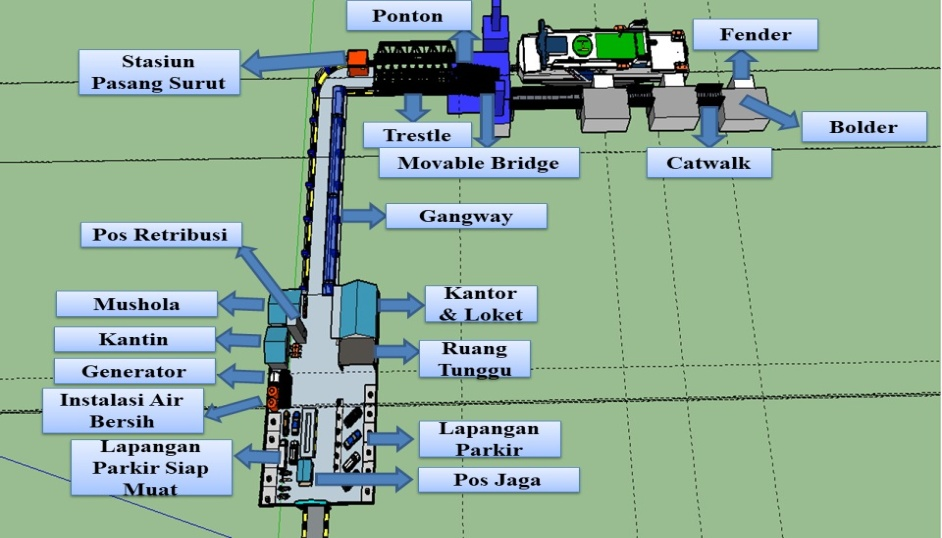 Ponton
Fender
Stasiun
Pasang Surut
Trestle
Bolder
Movable Bridge
Catwalk
Gangway
Pos Retribusi
Mushola
Kantor
& Loket
Kantin
Ruang
Tunggu
Generator
Instalasi Air
Bersih
Lapangan
Parkir
Lapangan
Parkir Siap
Muat
Pos Jaga